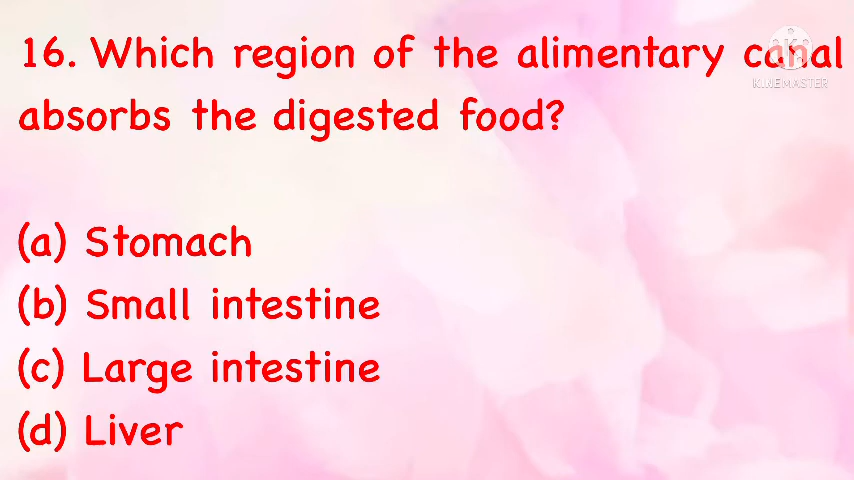 16. Which region of the alimentary canal
absorbs the digested food?
(a) Stomach
(b) Small intestine
(c) Large intestine
(d) Liver
KINEMASTER